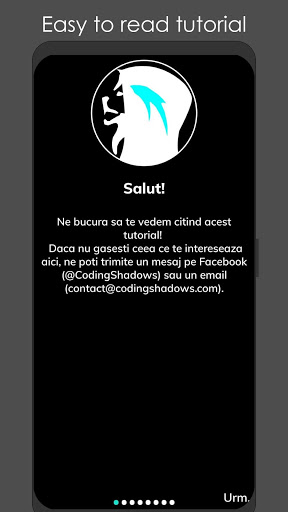 Easy to read tutorial
Salut!
Ne bucura sa te vedem citind acest
tutorial!
Daca nu gasesti ceea ce te intereseaza
aici, ne poti trimite un mesaj pe Facebook
(@CodingShadows) sau un email
(contact@codingshadows.com).
Urm.